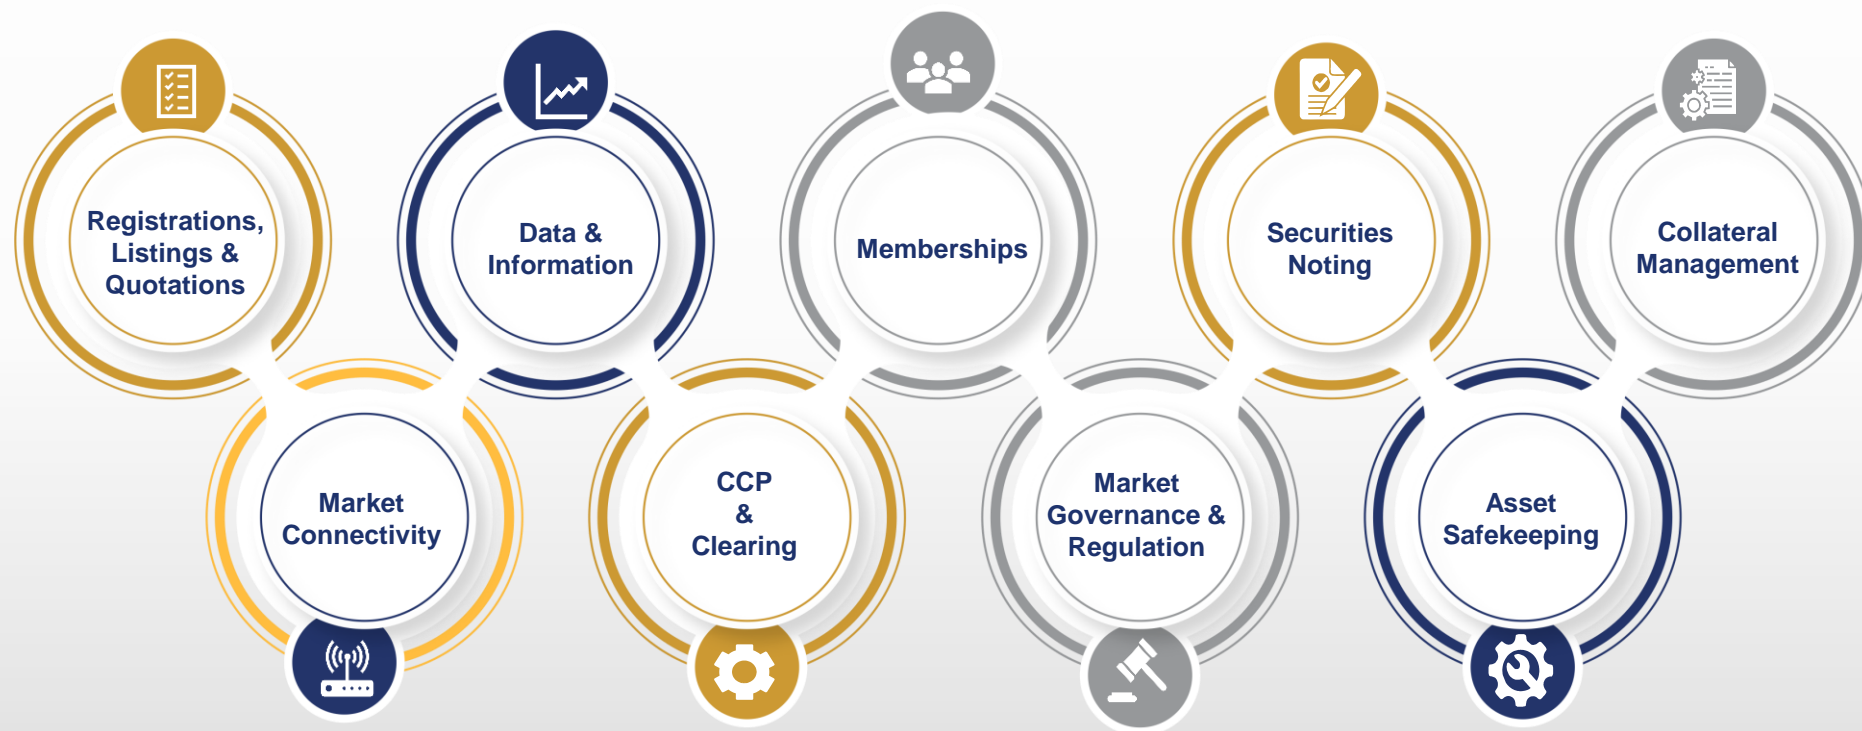 Registrations,
Listings &
Quotations
Data &
Information
Memberships
Securities
Noting
Collateral
Management
Market
Connectivity
CCP
&
Clearing
Market
Governance &
Regulation
Asset
Safekeeping